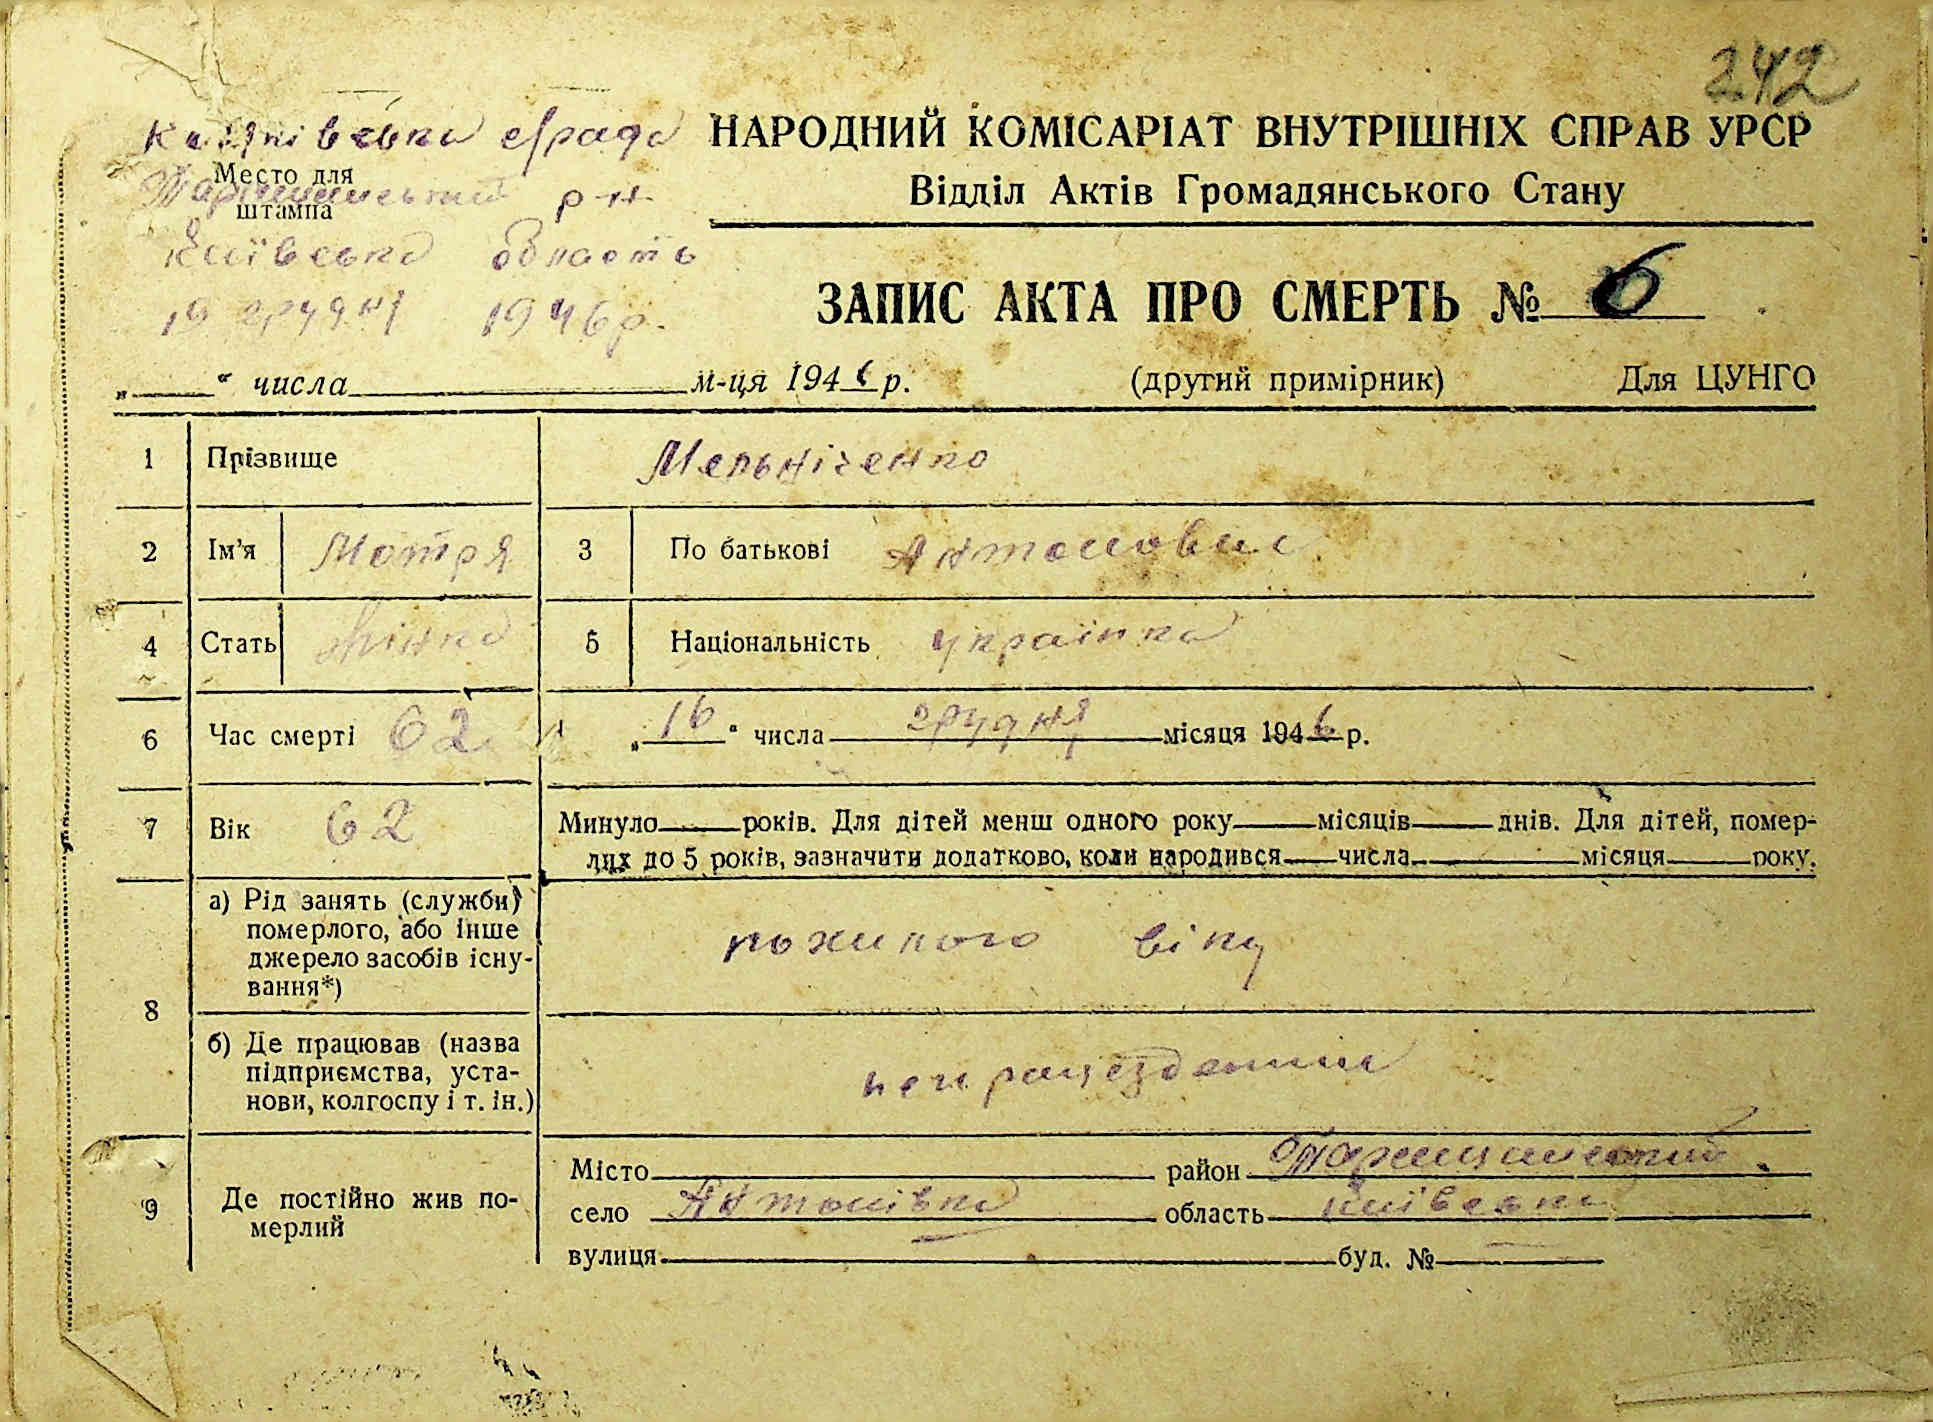 242
НАРОДНИЙ КОМІСАРІАТ ВНУТРІШНІХ СПРАВ УРСР
Відділ Актів Громадянського Стану
сграда
Место для штампа
Таращанський р-н
Київська область
19 грудні 1946 р.
ЗАПИС АКТА ПРО СМЕРТЬ № 6
„ “ числа м-ця 1946 р. (другий примірник) Для ЦУНГО
1 Прізвище Мельніченко
2 Ім'я Мотря 3 По батькові Антоновна
4 Стать жінка 5 Національність українка
6 Час смерті 62 „16“ числа грудня місяця 1946 р.
7 Вік 62 Минуло років. Для дітей менш одного року місяців днів. Для дітей, помер-
лих до 5 років, зазначити додатково, коли народився числа місяця року.
8 а) Рід занять (служби) померлого, або інше джерело засобів існу-вання*) похилого віку
б) Де працював (назва підприємства, уста-нови, колгоспу і т. ін.)
9 Де постійно жив по-мерлий
Місто район Таращанський
село Антонівка область київська
вулиця буд. №